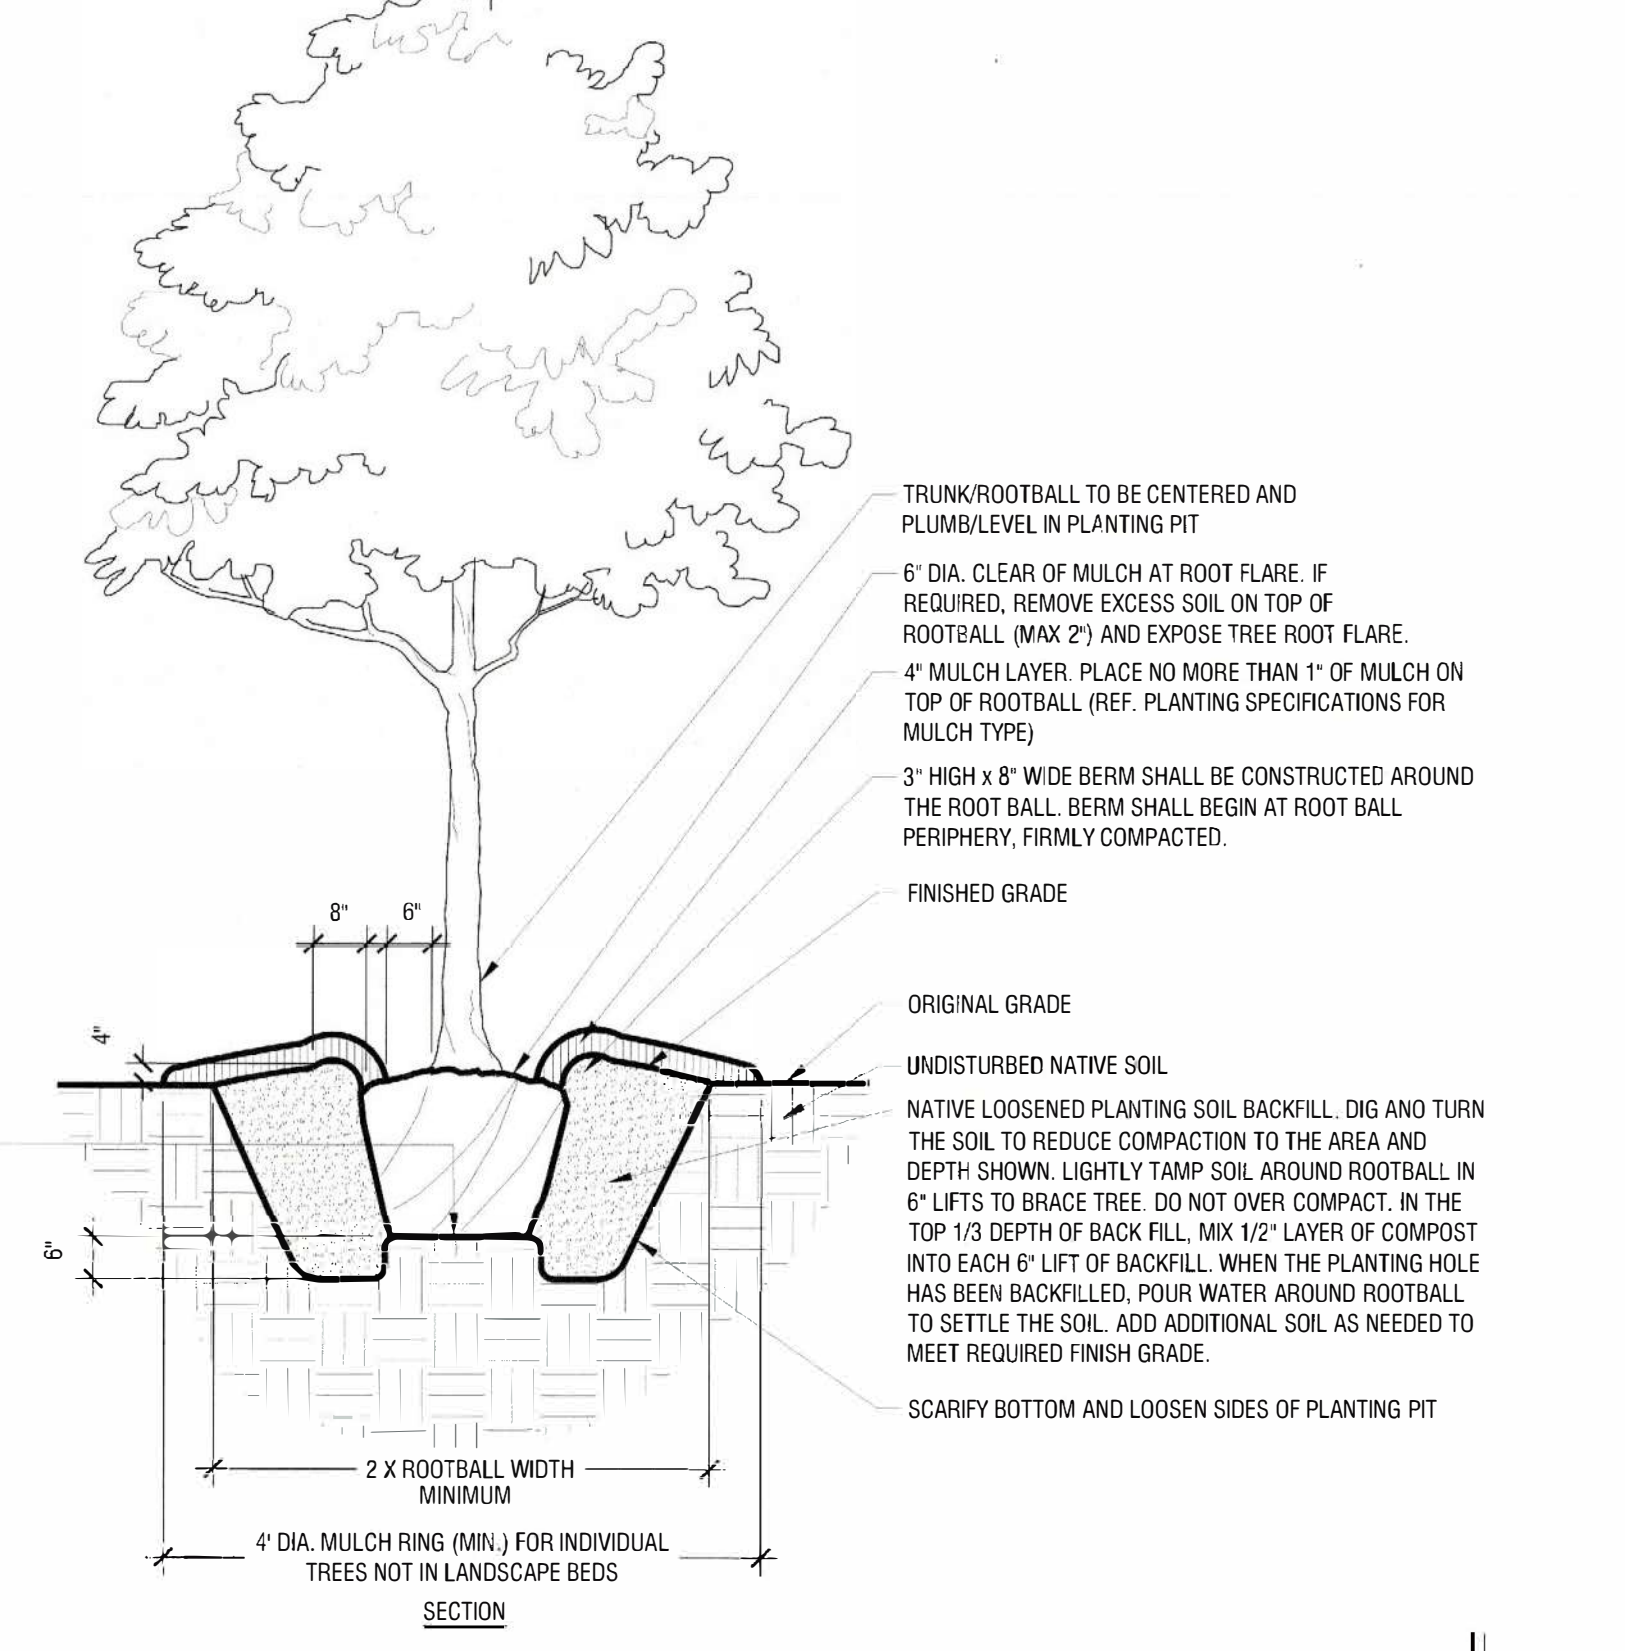 TRUNK/ROOTBALL TO BE CENTERED AND
PLUMB/LEVEL IN PLANTING PIT
6" DIA. CLEAR OF MULCH AT ROOT FLARE. IF
REQUIRED, REMOVE EXCESS SOIL ON TOP OF
ROOTBALL (MAX 2") AND EXPOSE TREE ROOT FLARE.
4" MULCH LAYER. PLACE NO MORE THAN 1" OF MULCH ON
TOP OF ROOTBALL (REF. PLANTING SPECIFICATIONS FOR
MULCH TYPE)
3" HIGH x 8" WIDE BERM SHALL BE CONSTRUCTED AROUND
THE ROOT BALL. BERM SHALL BEGIN AT ROOT BALL
PERIPHERY, FIRMLY COMPACTED.
FINISHED GRADE
8" 6"
ORIGINAL GRADE
4"
UNDISTURBED NATIVE SOIL
NATIVE LOOSENED PLANTING SOIL BACKFILL. DIG ANO TURN
THE SOIL TO REDUCE COMPACTION TO THE AREA AND
DEPTH SHOWN. LIGHTLY TAMP SOIL AROUND ROOTBALL IN
6" LIFTS TO BRACE TREE. DO NOT OVER COMPACT. IN THE
TOP 1/3 DEPTH OF BACK FILL, MIX 1/2" LAYER OF COMPOST
INTO EACH 6" LIFT OF BACKFILL. WHEN THE PLANTING HOLE
HAS BEEN BACKFILLED, POUR WATER AROUND ROOTBALL
TO SETTLE THE SOIL. ADD ADDITIONAL SOIL AS NEEDED TO
MEET REQUIRED FINISH GRADE.
6"
SCARIFY BOTTOM AND LOOSEN SIDES OF PLANTING PIT
2 X ROOTBALL WIDTH
MINIMUM
4' DIA. MULCH RING (MIN.) FOR INDIVIDUAL
TREES NOT IN LANDSCAPE BEDS
SECTION